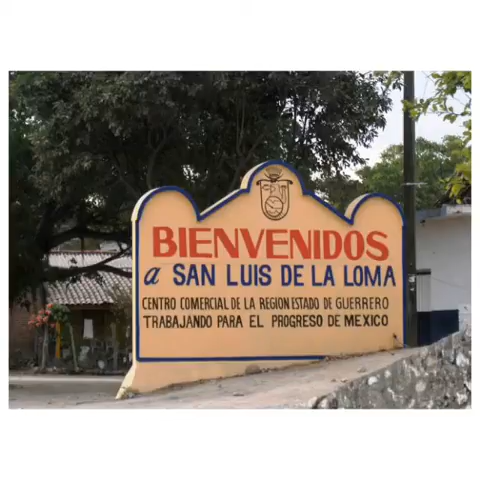 BIENVENIDOS
a SAN LUIS DE LA LOMA
CENTRO COMERCIAL DE LA REGION ESTADO DE GUERRERO
TRABAJANDO PARA EL PROGRESO DE MEXICO